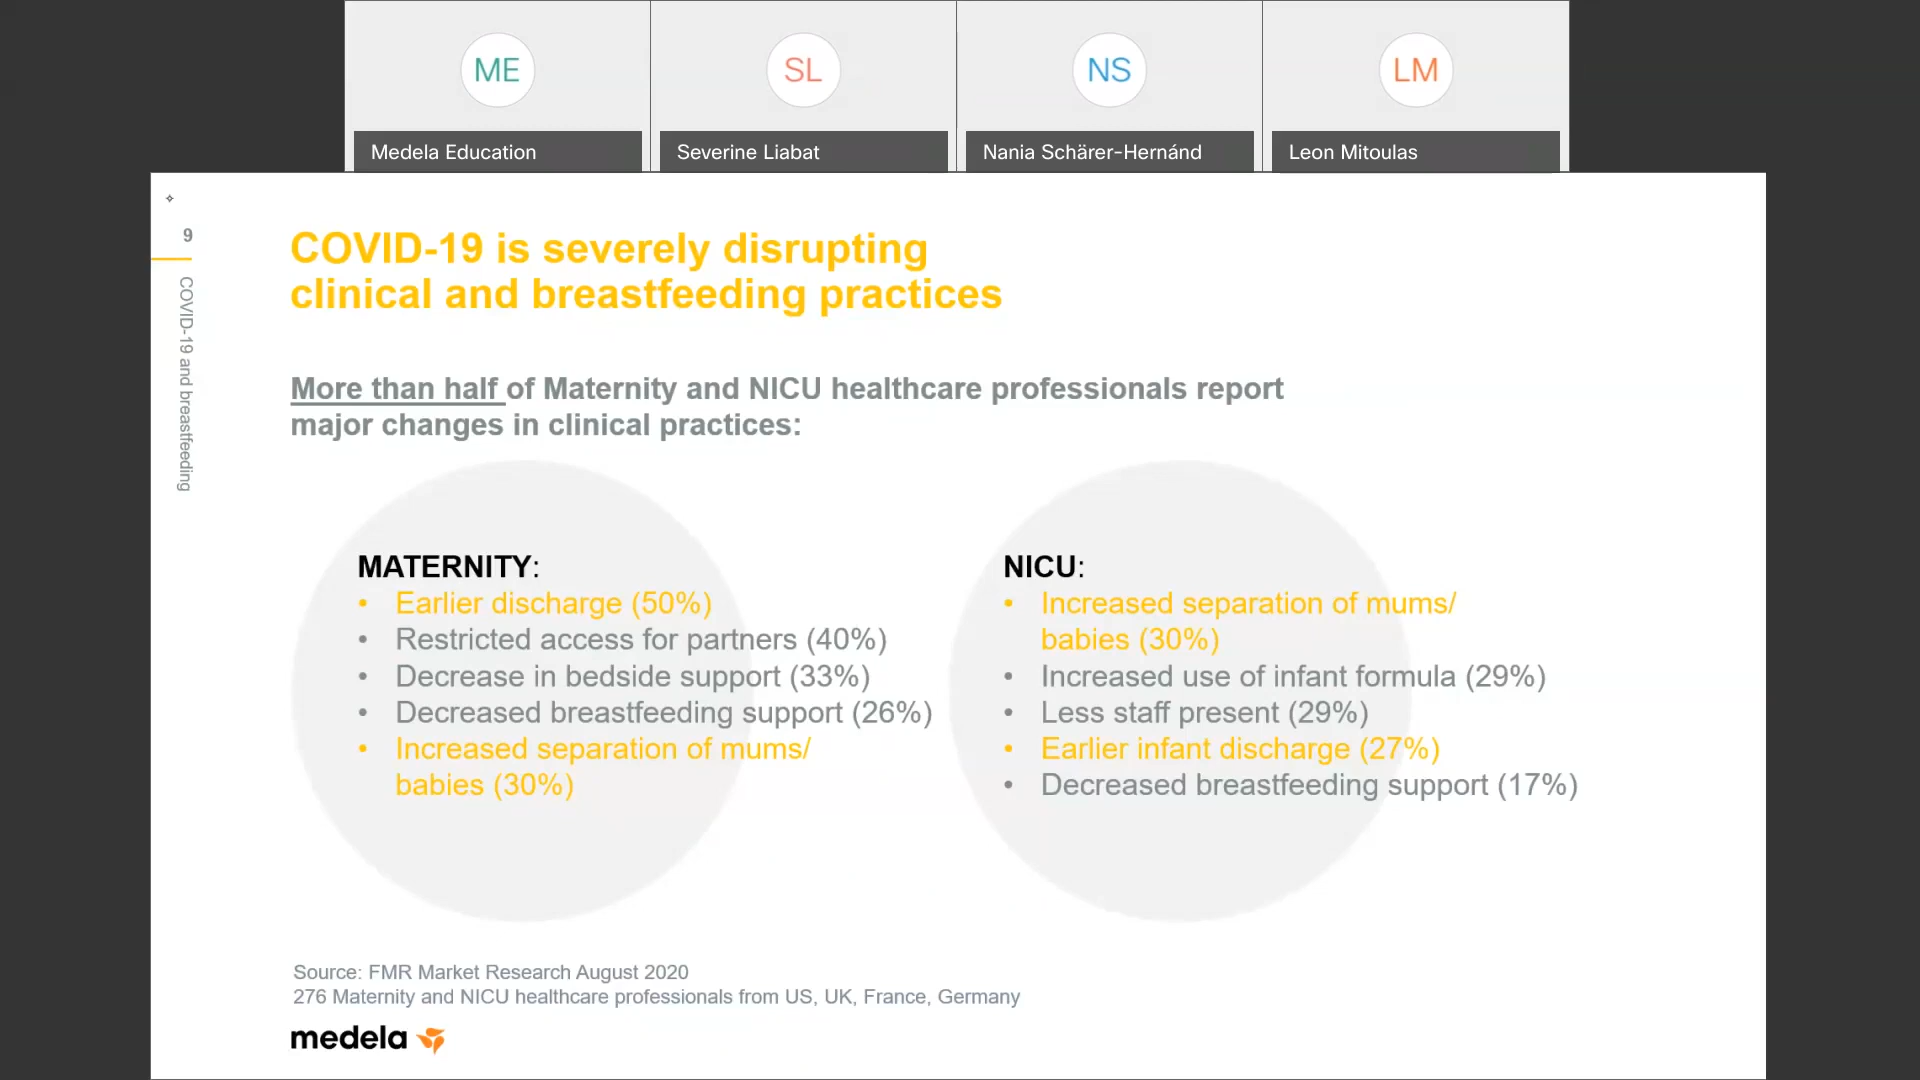 ME
SL
NS
LM
Medela Education
Severine Liabat
Nania Schärer-Hernánd
Leon Mitoulas
9
COVID-19 and breastfeeding
COVID-19 is severely disrupting
clinical and breastfeeding practices
More than half of Maternity and NICU healthcare professionals report
major changes in clinical practices:
MATERNITY:
• Earlier discharge (50%)
• Restricted access for partners (40%)
• Decrease in bedside support (33%)
• Decreased breastfeeding support (26%)
• Increased separation of mums/
babies (30%)
NICU:
• Increased separation of mums/
babies (30%)
• Increased use of infant formula (29%)
• Less staff present (29%)
• Earlier infant discharge (27%)
• Decreased breastfeeding support (17%)
Source: FMR Market Research August 2020
276 Maternity and NICU healthcare professionals from US, UK, France, Germany
medela